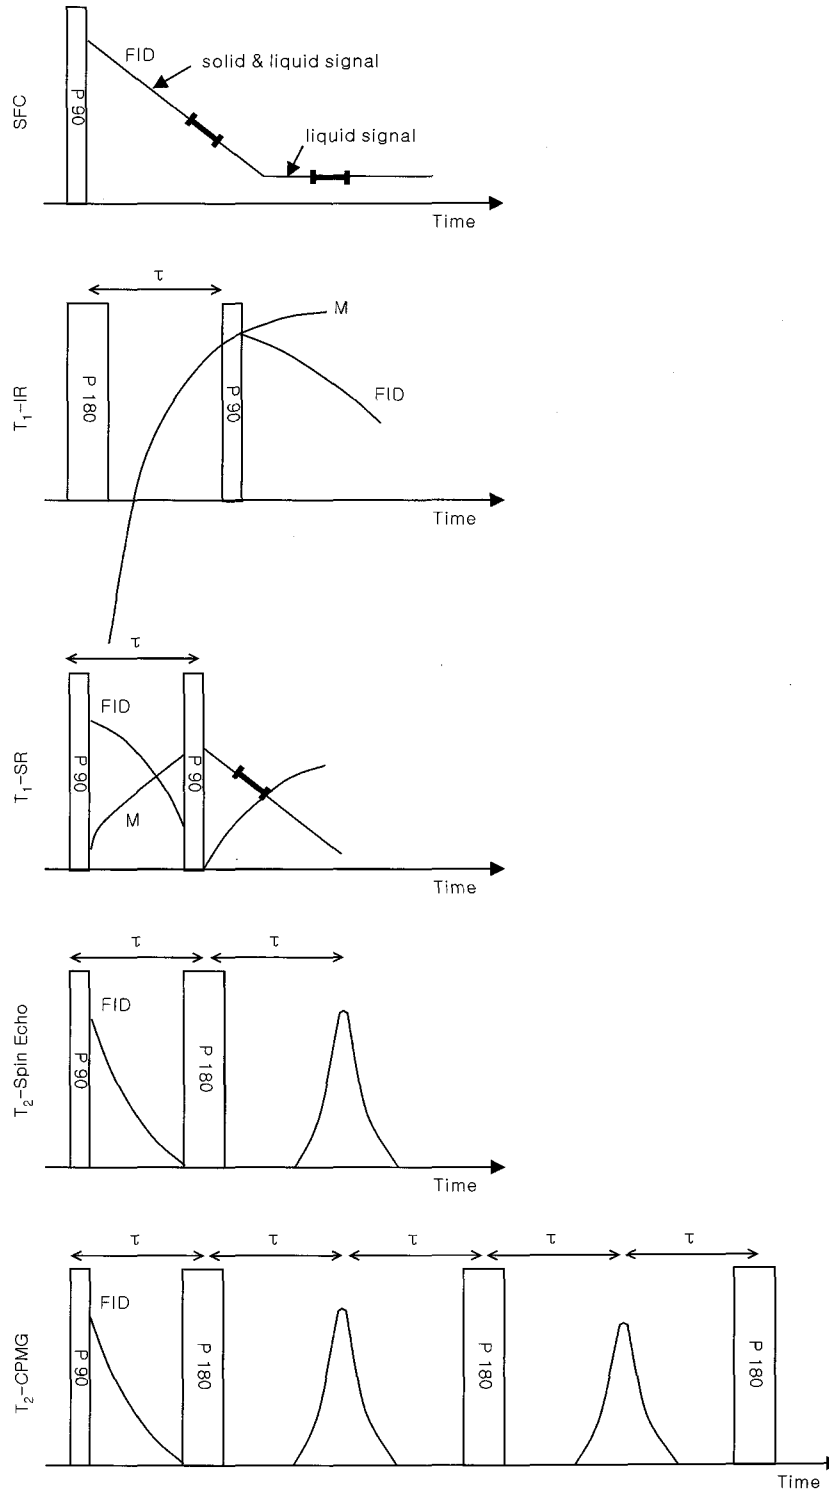 SFC
P 90
FID
solid & liquid signal
liquid signal
Time
T₁-IR
τ
P 180
P 90
M
FID
Time
T₁-SR
τ
P 90
FID
M
P 90
Time
T₂-Spin Echo
τ
τ
P 90
FID
P 180
Time
T₂-CPMG
τ
τ
τ
τ
τ
P 90
FID
P 180
P 180
P 180
Time